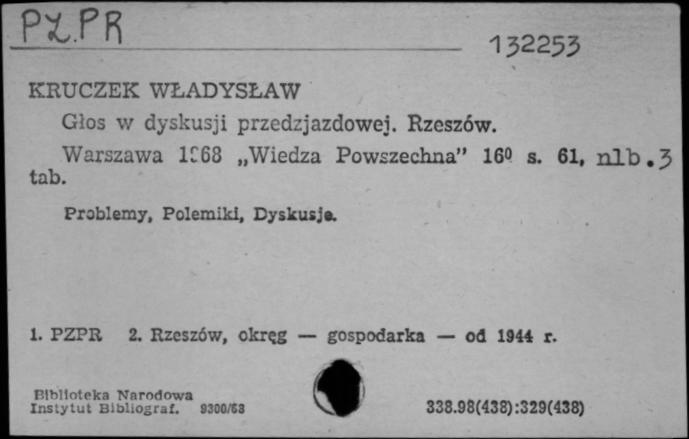 PZPR
132253
KRUCZEK WŁADYSŁAW
Głos w dyskusji przedzjazdowej. Rzeszów.
Warszawa 1968 „Wiedza Powszechna” 16⁰ s. 61, nlb.3
tab.
Problemy, Polemiki, Dyskusje.
1. PZPR 2. Rzeszów, okręg — gospodarka — od 1944 r.
Biblioteka Narodowa
Instytut Bibliograf. 9300/68
338.98(438):329(438)